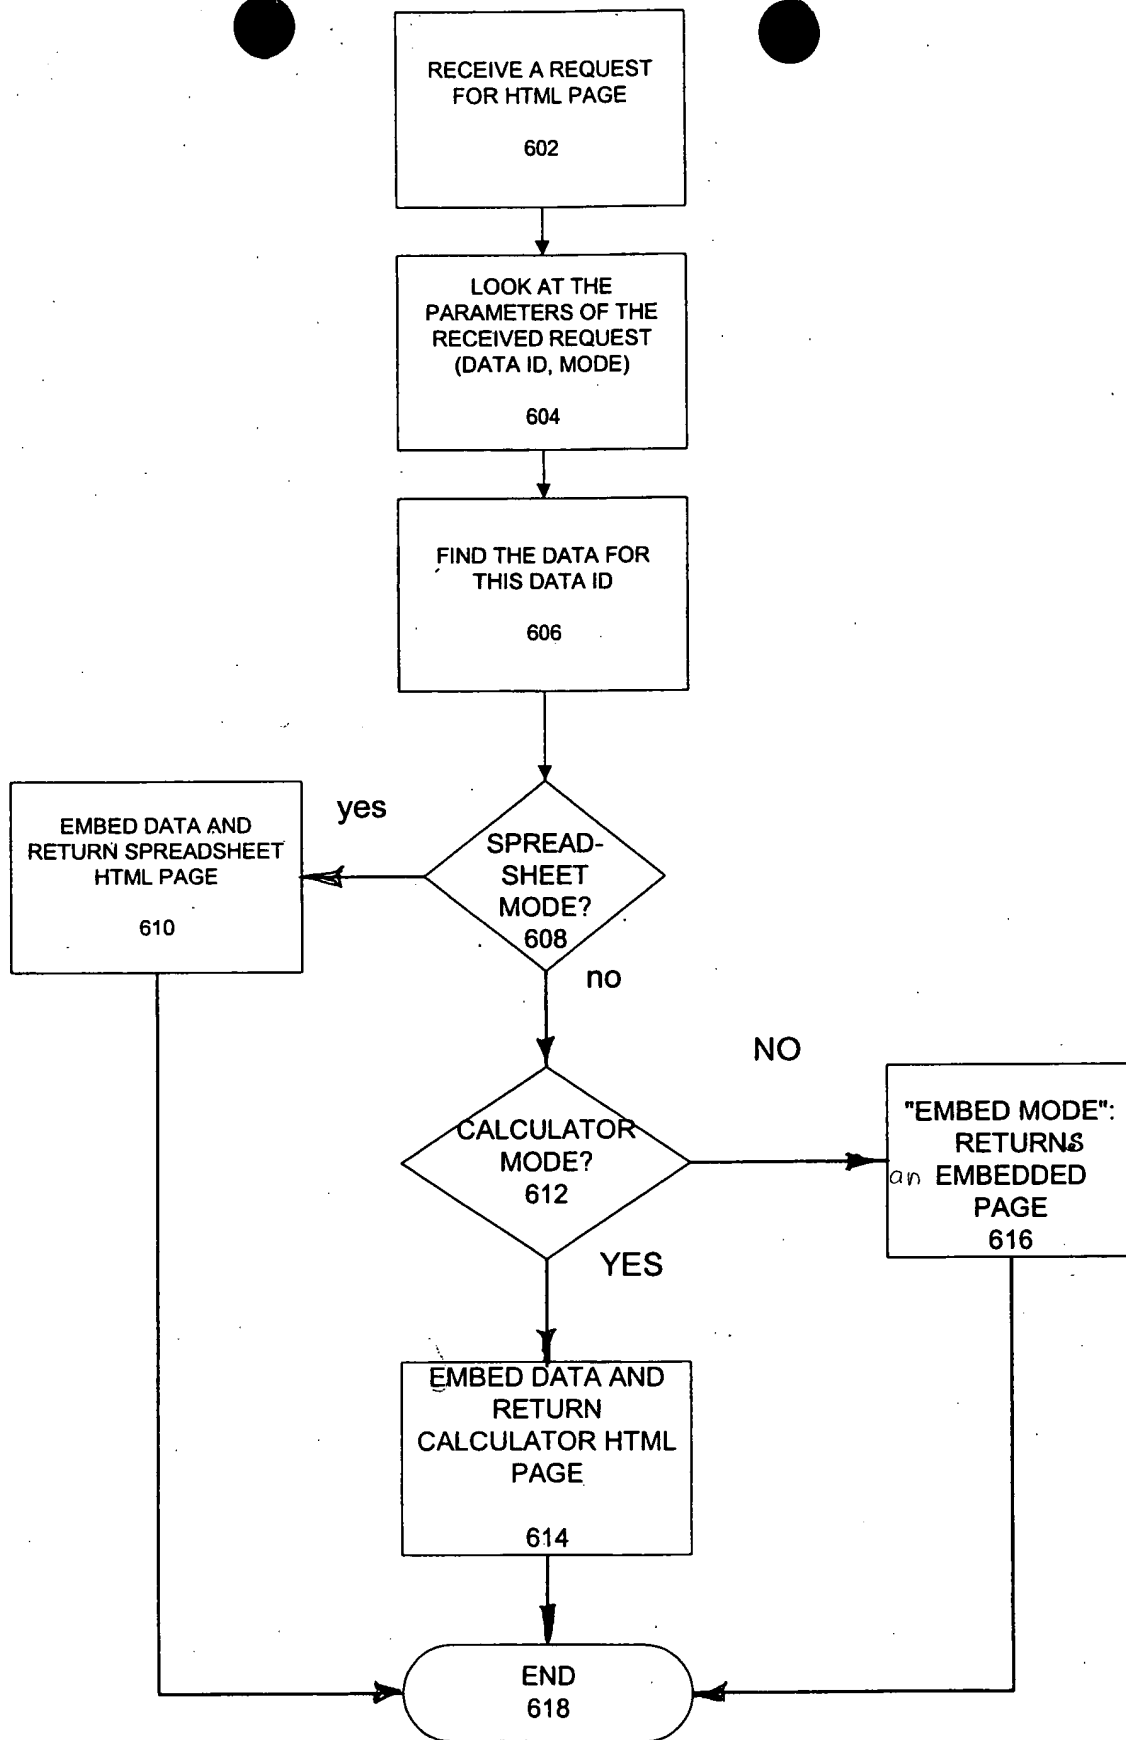 RECEIVE A REQUEST
FOR HTML PAGE
602
LOOK AT THE
PARAMETERS OF THE
RECEIVED REQUEST
(DATA ID, MODE)
604
FIND THE DATA FOR
THIS DATA ID
606
SPREAD-
SHEET
MODE?
608
yes
EMBED DATA AND
RETURN SPREADSHEET
HTML PAGE
610
no
CALCULATOR
MODE?
612
NO
"EMBED MODE":
RETURNS
an EMBEDDED
PAGE
616
YES
EMBED DATA AND
RETURN
CALCULATOR HTML
PAGE
614
END
618